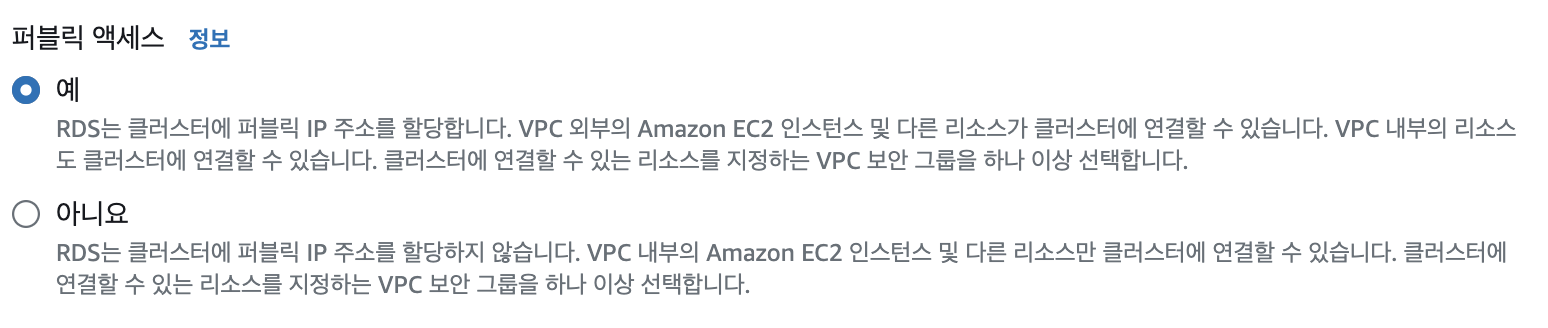 퍼블릭 액세스 정보
예
RDS는 클러스터에 퍼블릭 IP 주소를 할당합니다. VPC 외부의 Amazon EC2 인스턴스 및 다른 리소스가 클러스터에 연결할 수 있습니다. VPC 내부의 리소스
도 클러스터에 연결할 수 있습니다. 클러스터에 연결할 수 있는 리소스를 지정하는 VPC 보안 그룹을 하나 이상 선택합니다.
아니요
RDS는 클러스터에 퍼블릭 IP 주소를 할당하지 않습니다. VPC 내부의 Amazon EC2 인스턴스 및 다른 리소스만 클러스터에 연결할 수 있습니다. 클러스터에
연결할 수 있는 리소스를 지정하는 VPC 보안 그룹을 하나 이상 선택합니다.